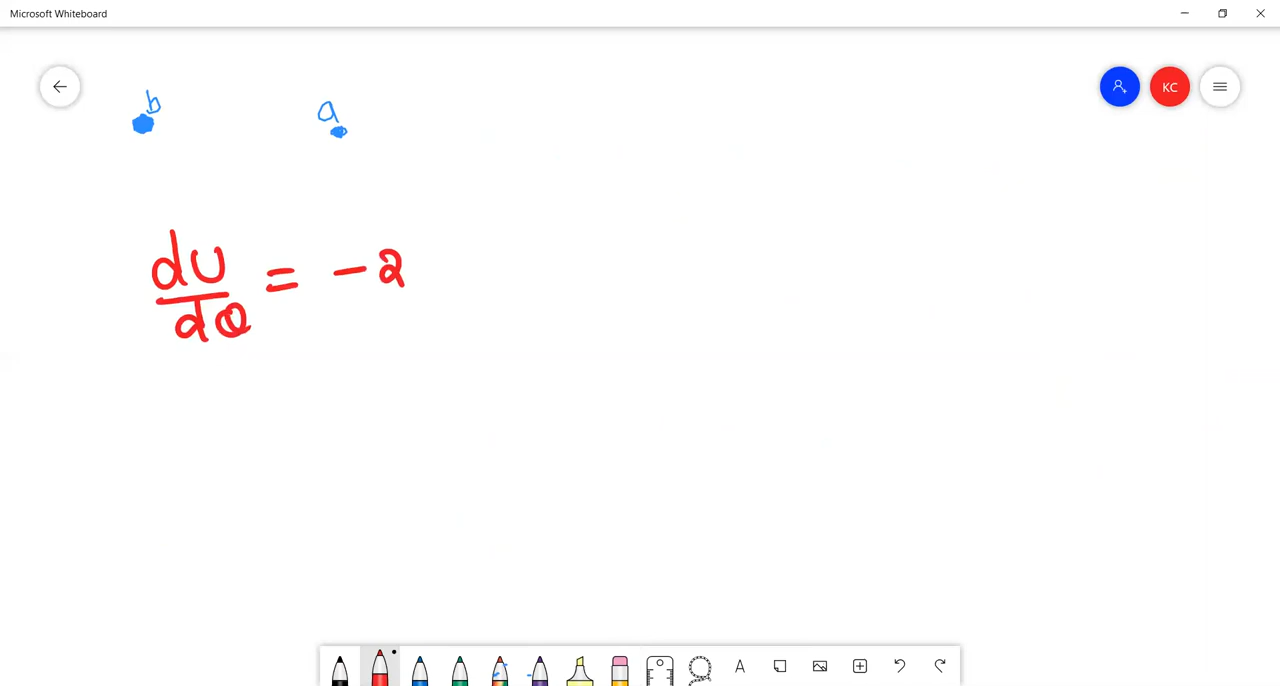 Microsoft Whiteboard
KC
b a
dU/dθ = -2
A